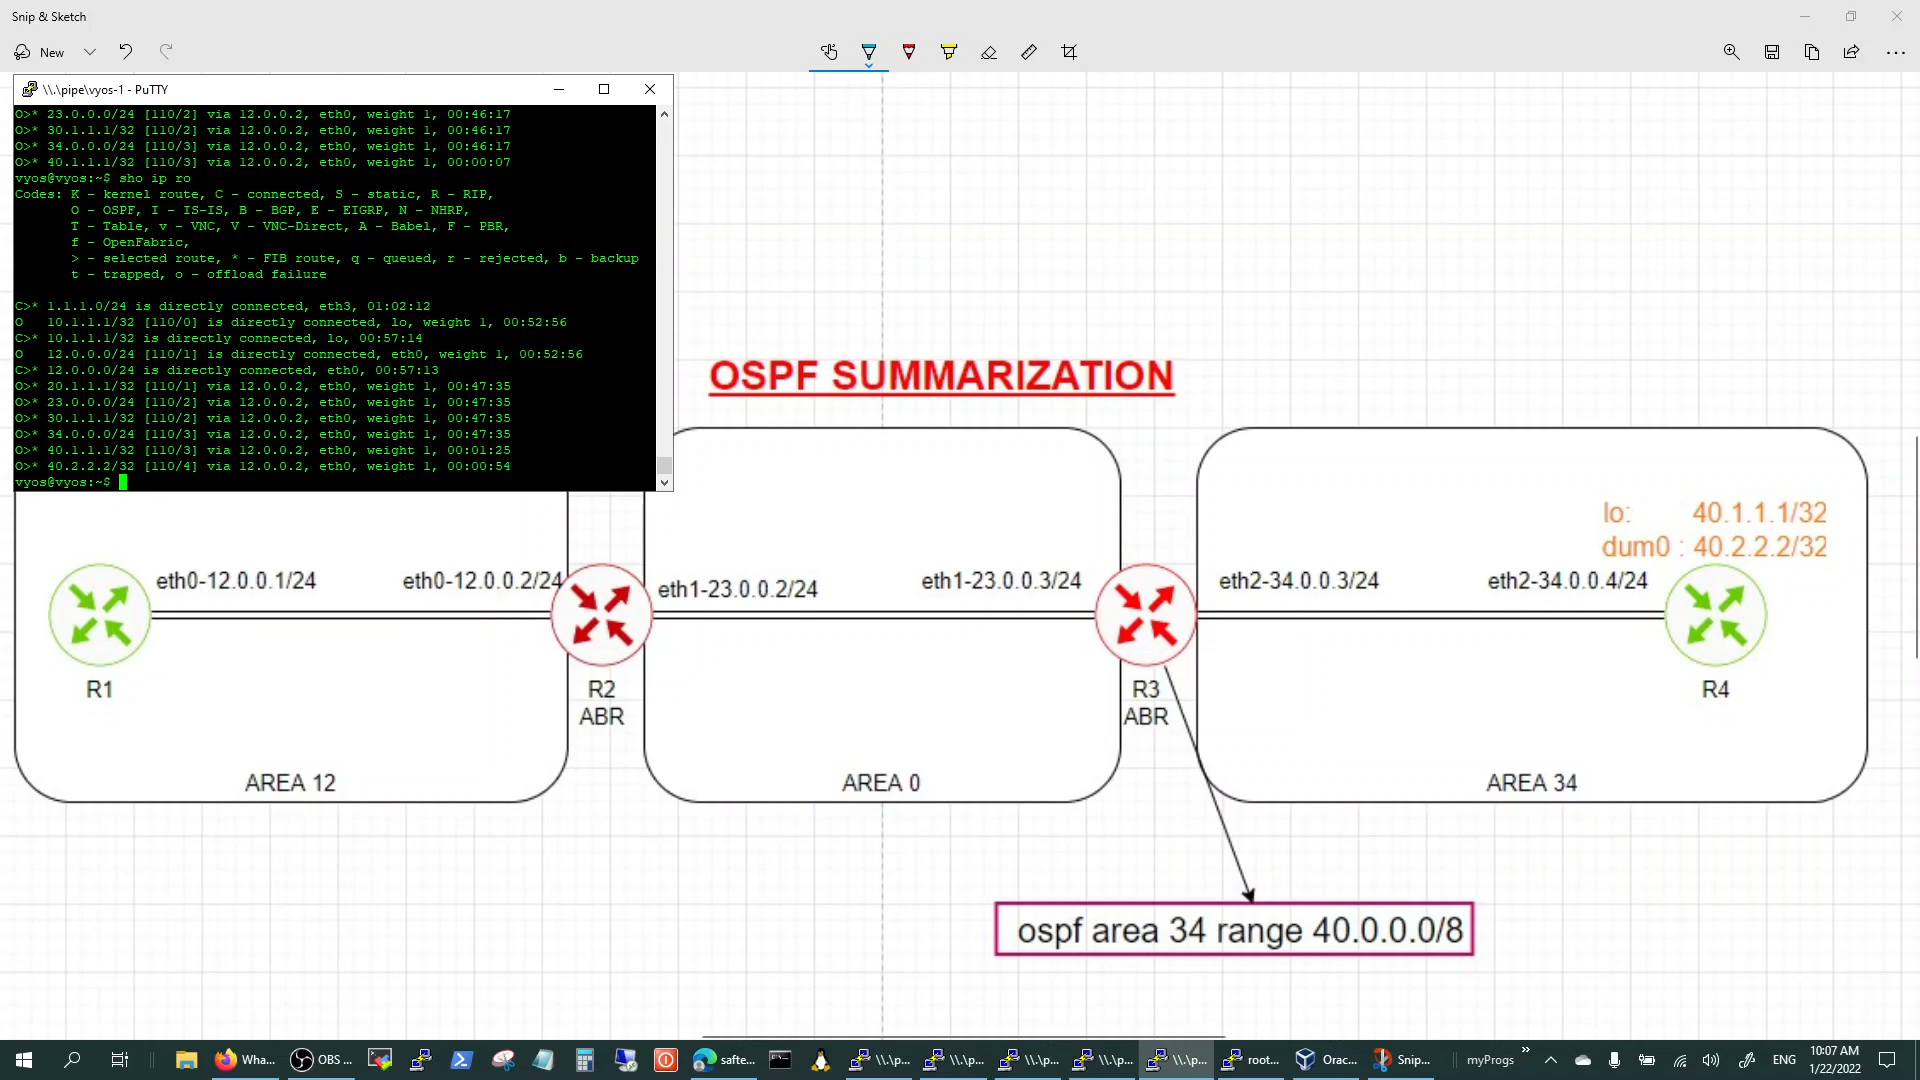 Snip & Sketch
New
\\.\pipe\vyos-1 - PuTTY
O>* 23.0.0.0/24 [110/2] via 12.0.0.2, eth0, weight 1, 00:46:17
O>* 30.1.1.1/32 [110/2] via 12.0.0.2, eth0, weight 1, 00:46:17
O>* 34.0.0.0/24 [110/3] via 12.0.0.2, eth0, weight 1, 00:46:17
O>* 40.1.1.1/32 [110/3] via 12.0.0.2, eth0, weight 1, 00:00:07
vyos@vyos:~$ sho ip ro
Codes: K - kernel route, C - connected, S - static, R - RIP,
O - OSPF, I - IS-IS, B - BGP, E - EIGRP, N - NHRP,
T - Table, v - VNC, V - VNC-Direct, A - Babel, F - PBR,
f - OpenFabric,
> - selected route, * - FIB route, q - queued, r - rejected, b - backup
t - trapped, o - offload failure
C>* 1.1.1.0/24 is directly connected, eth3, 01:02:12
O   10.1.1.1/32 [110/0] is directly connected, lo, weight 1, 00:52:56
C>* 10.1.1.1/32 is directly connected, lo, 00:57:14
O   12.0.0.0/24 [110/1] is directly connected, eth0, weight 1, 00:52:56
C>* 12.0.0.0/24 is directly connected, eth0, 00:57:13
O>* 20.1.1.1/32 [110/1] via 12.0.0.2, eth0, weight 1, 00:47:35
O>* 23.0.0.0/24 [110/2] via 12.0.0.2, eth0, weight 1, 00:47:35
O>* 30.1.1.1/32 [110/2] via 12.0.0.2, eth0, weight 1, 00:47:35
O>* 34.0.0.0/24 [110/3] via 12.0.0.2, eth0, weight 1, 00:47:35
O>* 40.1.1.1/32 [110/3] via 12.0.0.2, eth0, weight 1, 00:01:25
O>* 40.2.2.2/32 [110/4] via 12.0.0.2, eth0, weight 1, 00:00:54
vyos@vyos:~$
OSPF SUMMARIZATION
lo: 40.1.1.1/32
dum0 : 40.2.2.2/32
eth0-12.0.0.1/24 eth0-12.0.0.2/24 eth1-23.0.0.2/24 eth1-23.0.0.3/24 eth2-34.0.0.3/24 eth2-34.0.0.4/24
R1 R2 R3 R4
ABR ABR
AREA 12 AREA 0 AREA 34
ospf area 34 range 40.0.0.0/8
Wha... OBS ... safte... \\.\p... \\.\p... \\.\p... \\.\p... \\.\p... root... Orac... Snip... myProgs » ENG 10:07 AM
1/22/2022